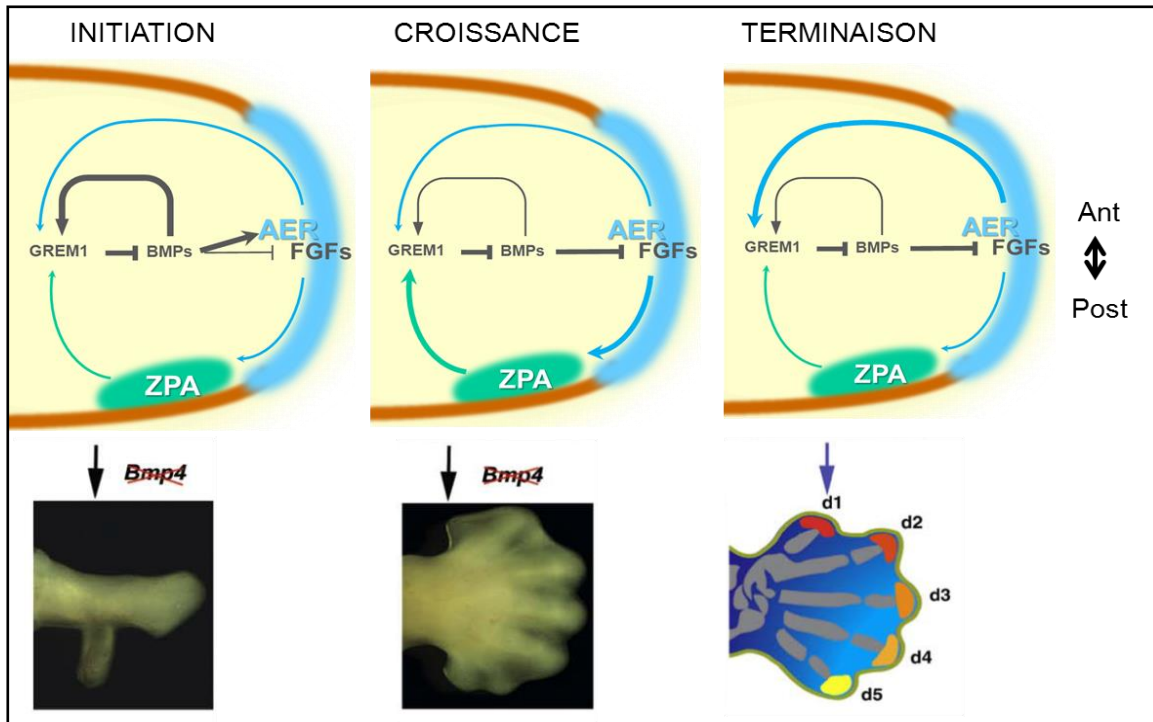 INITIATION
CROISSANCE
TERMINAISON
AER
GREM1
BMPs
FGFs
ZPA
AER
GREM1
BMPs
FGFs
ZPA
AER
GREM1
BMPs
FGFs
ZPA
Ant
Post
Bmp4
Bmp4
d1
d2
d3
d4
d5